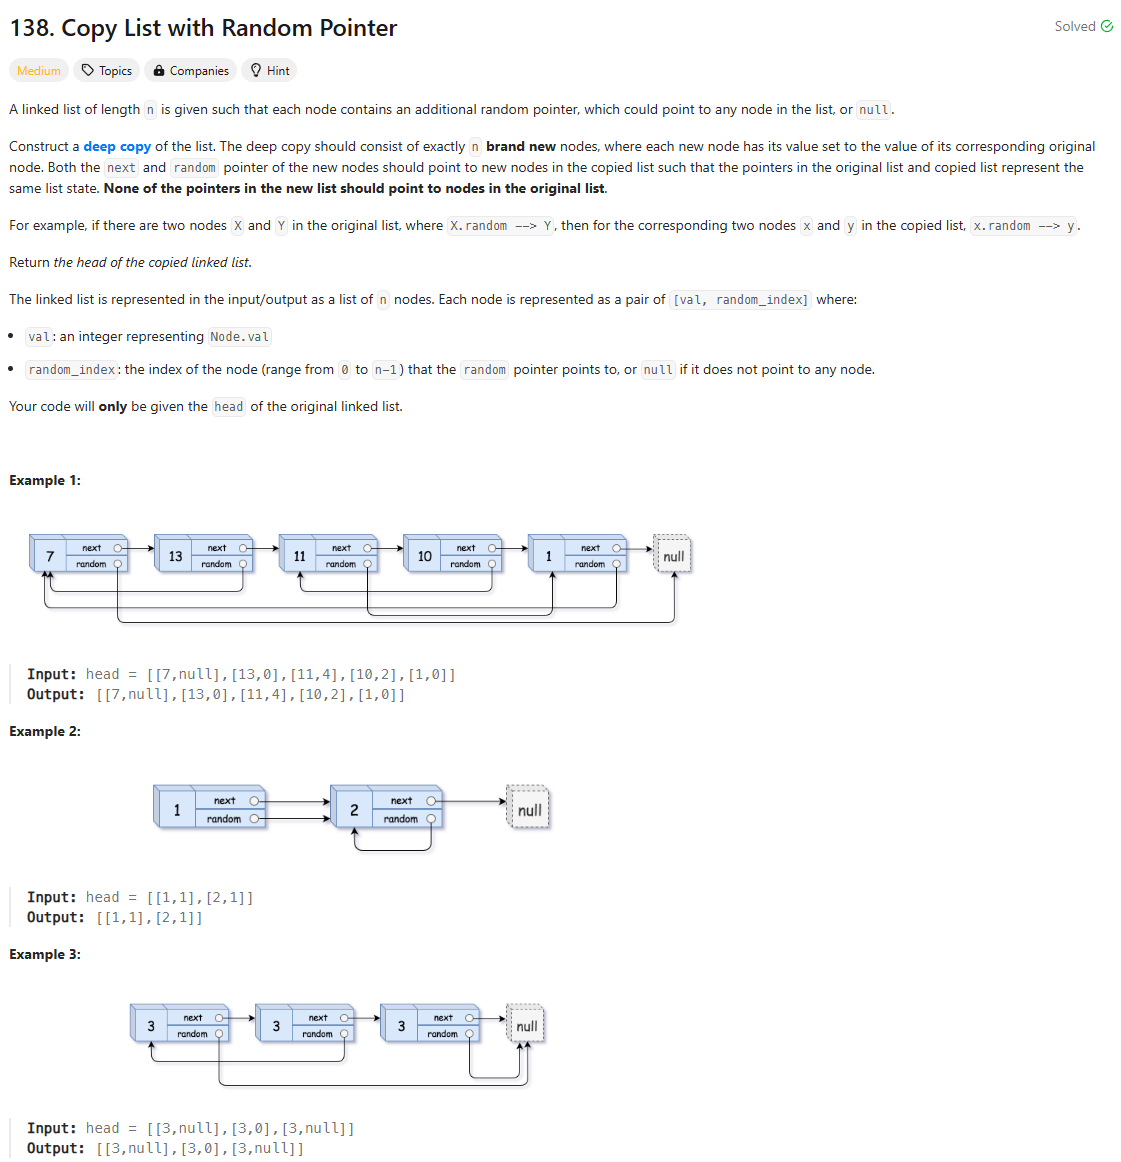 138. Copy List with Random Pointer
Solved
Medium Topics Companies Hint
A linked list of length n is given such that each node contains an additional random pointer, which could point to any node in the list, or null.
Construct a deep copy of the list. The deep copy should consist of exactly n brand new nodes, where each new node has its value set to the value of its corresponding original
node. Both the next and random pointer of the new nodes should point to new nodes in the copied list such that the pointers in the original list and copied list represent the
same list state. None of the pointers in the new list should point to nodes in the original list.
For example, if there are two nodes X and Y in the original list, where X.random --> Y, then for the corresponding two nodes x and y in the copied list, x.random --> y.
Return the head of the copied linked list.
The linked list is represented in the input/output as a list of n nodes. Each node is represented as a pair of [val, random_index] where:
• val: an integer representing Node.val
• random_index: the index of the node (range from 0 to n-1) that the random pointer points to, or null if it does not point to any node.
Your code will only be given the head of the original linked list.
Example 1:
7 next random 13 next random 11 next random 10 next random 1 next random null
Input: head = [[7,null],[13,0],[11,4],[10,2],[1,0]]
Output: [[7,null],[13,0],[11,4],[10,2],[1,0]]
Example 2:
1 next random 2 next random null
Input: head = [[1,1],[2,1]]
Output: [[1,1],[2,1]]
Example 3:
3 next random 3 next random 3 next random null
Input: head = [[3,null],[3,0],[3,null]]
Output: [[3,null],[3,0],[3,null]]